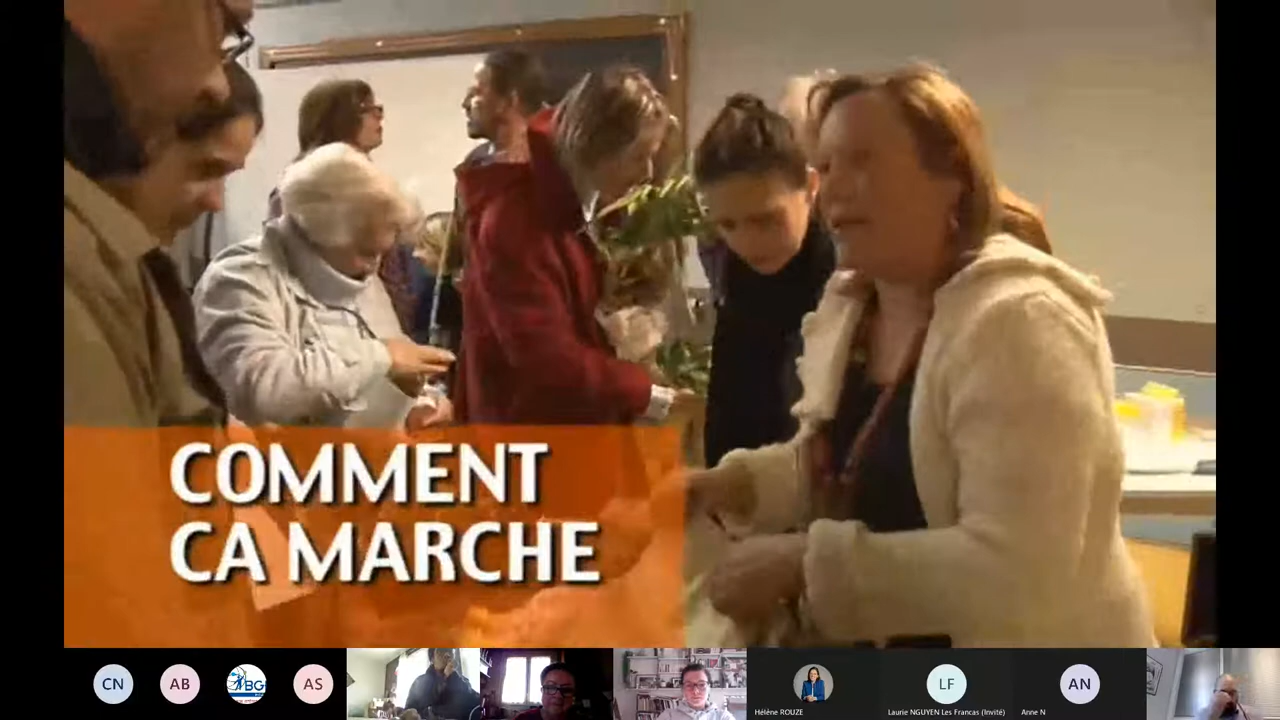 COMMENT
CA MARCHE
CN
AB
BG
AS
LF
AN
Hélène ROUZE
Laurie NGUYEN Les Francas (Invité)
Anne N